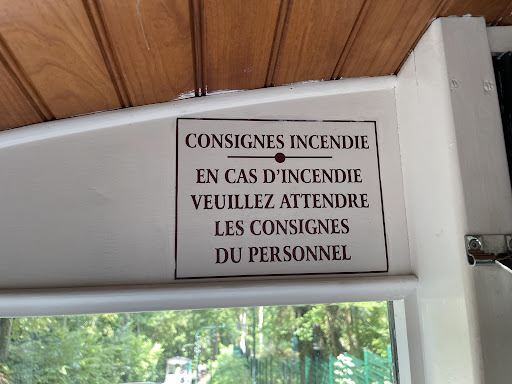 CONSIGNES INCENDIE
EN CAS D'INCENDIE
VEUILLEZ ATTENDRE
LES CONSIGNES
DU PERSONNEL